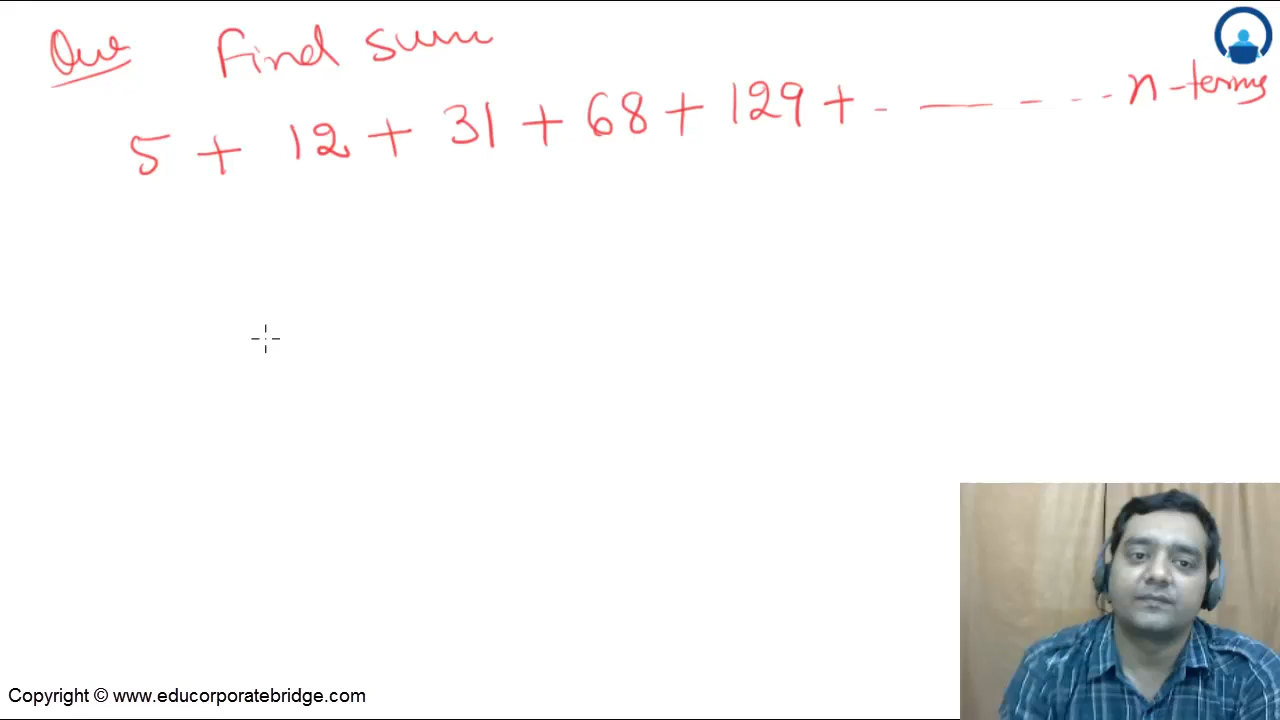 Que Find sum
5 + 12 + 31 + 68 + 129 + - — - - - - n-terms
Copyright © www.educorporatebridge.com